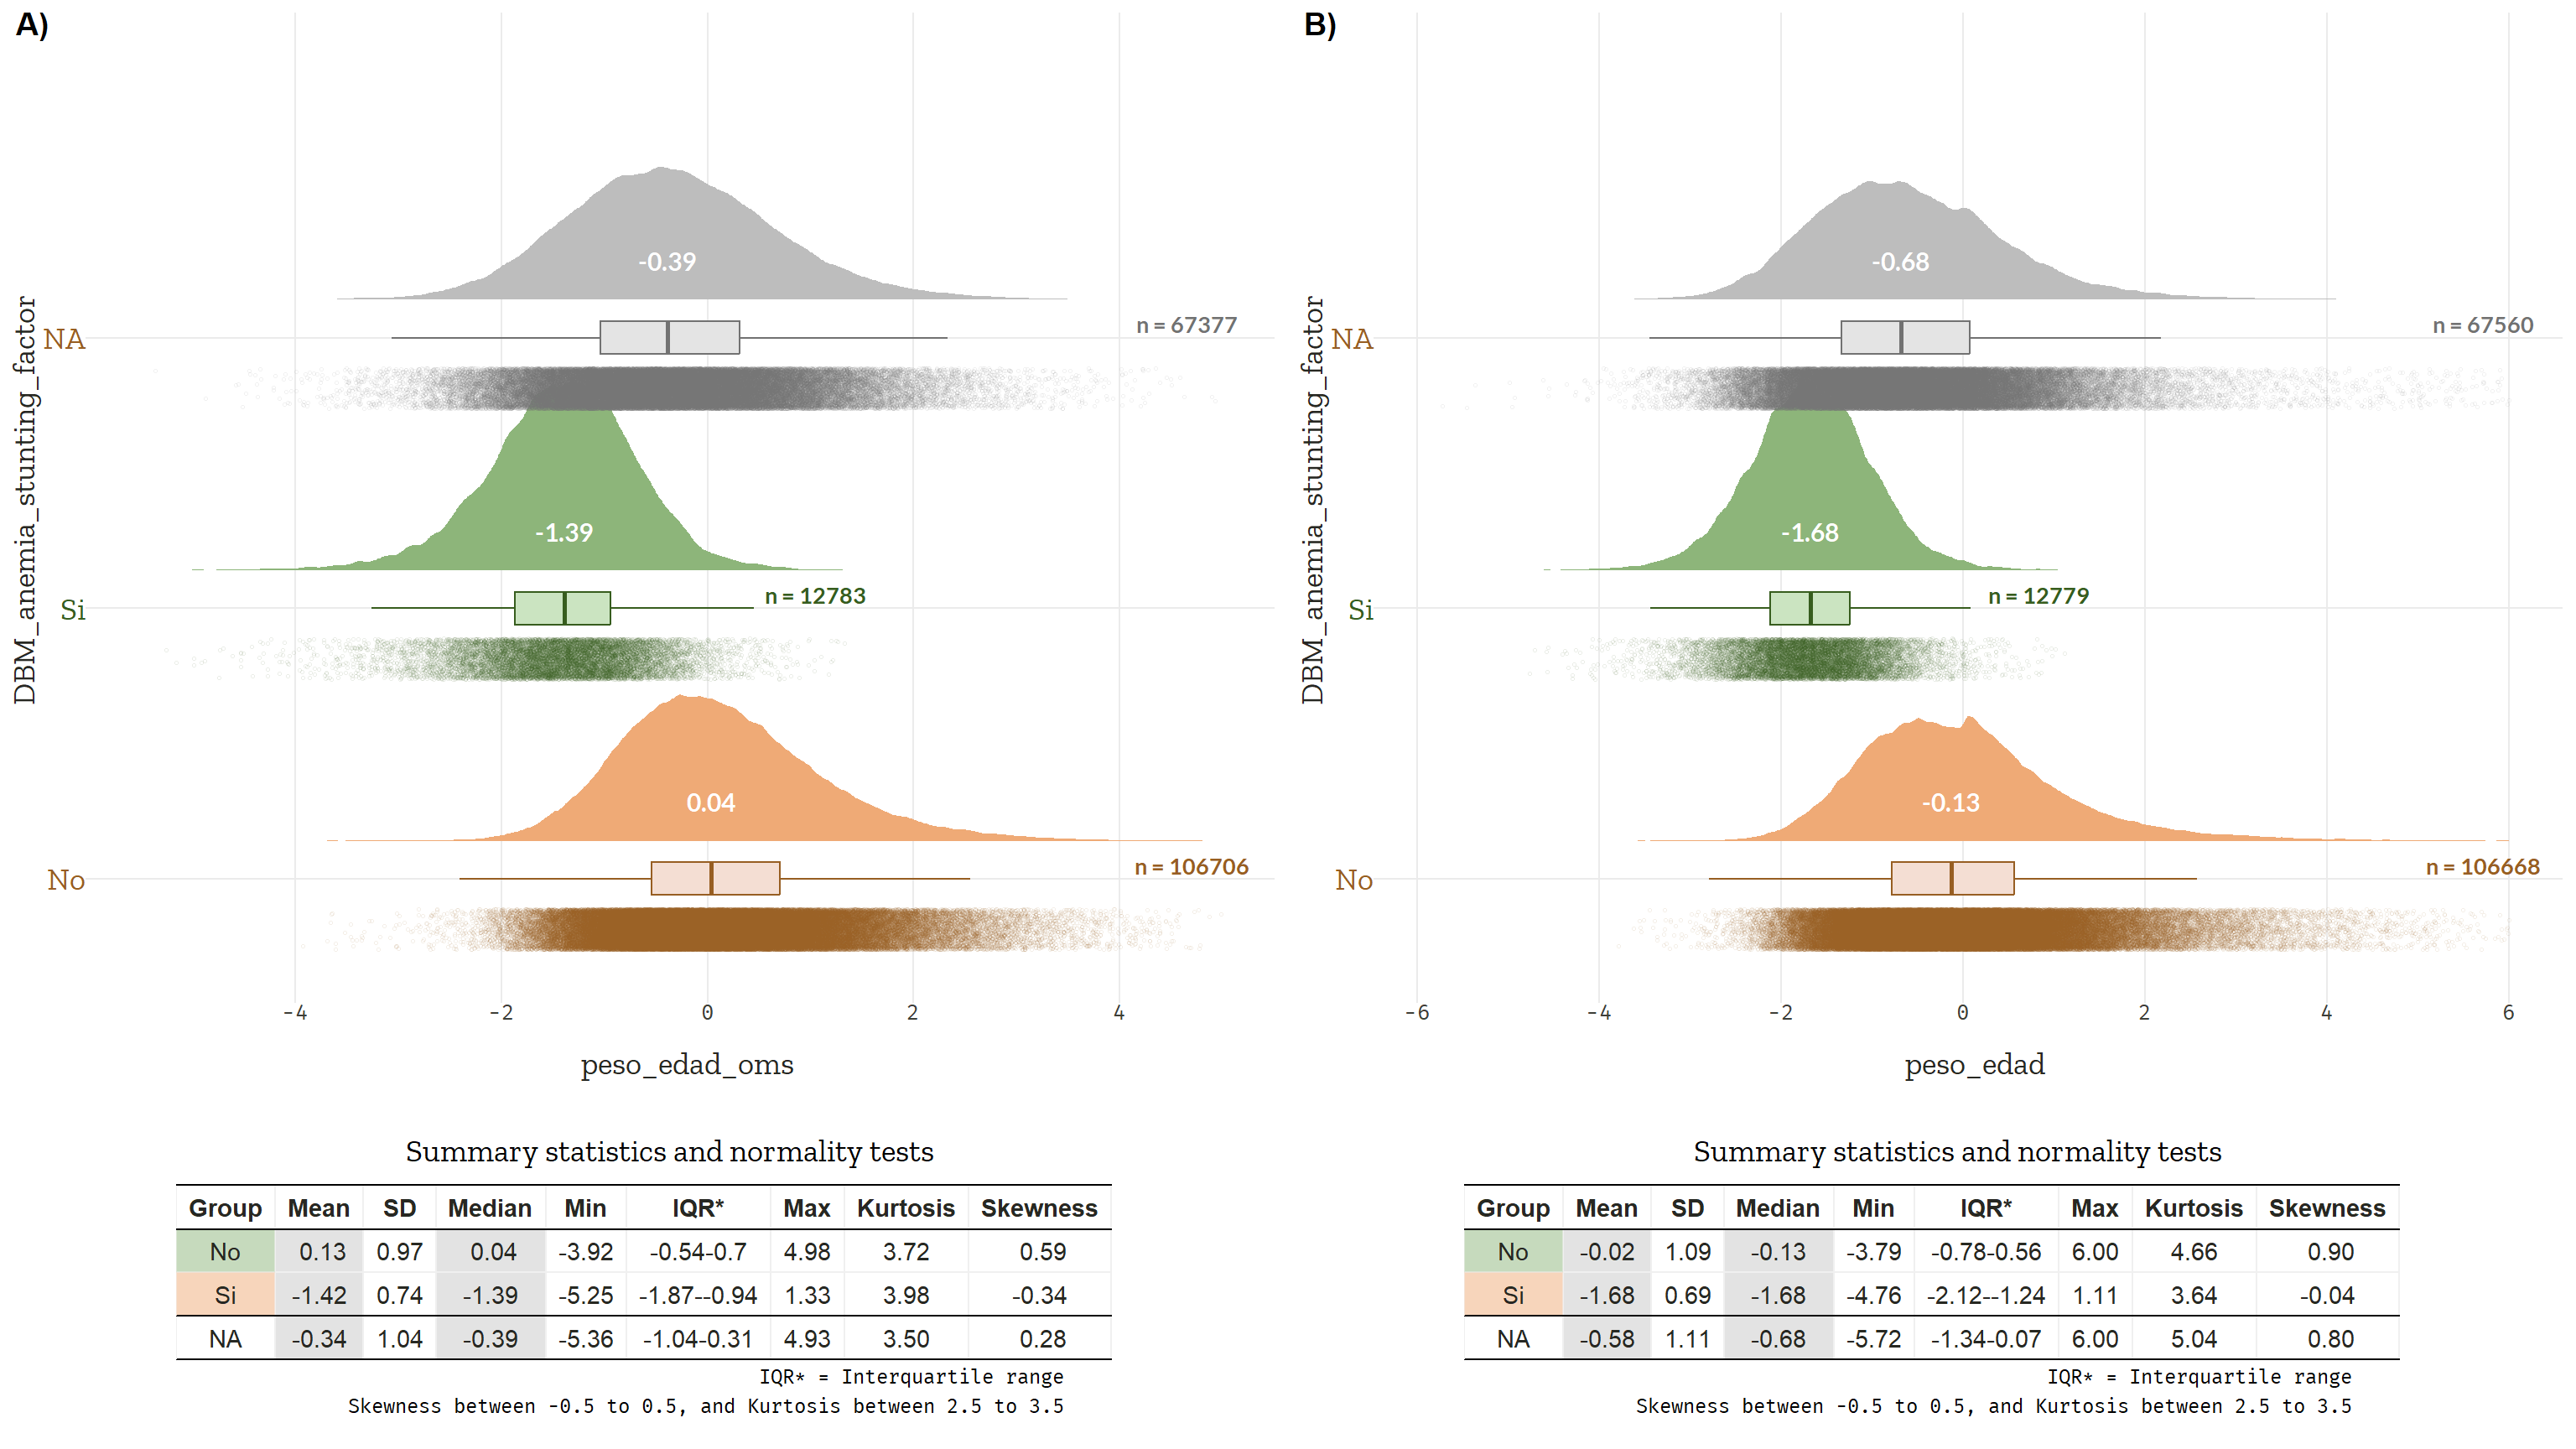 A)
DBM_anemia_stunting_factor
NA
-0.39
n = 67377
Si
-1.39
n = 12783
No
0.04
n = 106706
-4 -2 0 2 4
peso_edad_oms
Summary statistics and normality tests
Group Mean SD Median Min IQR* Max Kurtosis Skewness
No 0.13 0.97 0.04 -3.92 -0.54-0.7 4.98 3.72 0.59
Si -1.42 0.74 -1.39 -5.25 -1.87--0.94 1.33 3.98 -0.34
NA -0.34 1.04 -0.39 -5.36 -1.04-0.31 4.93 3.50 0.28
IQR* = Interquartile range
Skewness between -0.5 to 0.5, and Kurtosis between 2.5 to 3.5
B)
DBM_anemia_stunting_factor
NA
-0.68
n = 67560
Si
-1.68
n = 12779
No
-0.13
n = 106668
-6 -4 -2 0 2 4 6
peso_edad
Summary statistics and normality tests
Group Mean SD Median Min IQR* Max Kurtosis Skewness
No -0.02 1.09 -0.13 -3.79 -0.78-0.56 6.00 4.66 0.90
Si -1.68 0.69 -1.68 -4.76 -2.12--1.24 1.11 3.64 -0.04
NA -0.58 1.11 -0.68 -5.72 -1.34-0.07 6.00 5.04 0.80
IQR* = Interquartile range
Skewness between -0.5 to 0.5, and Kurtosis between 2.5 to 3.5